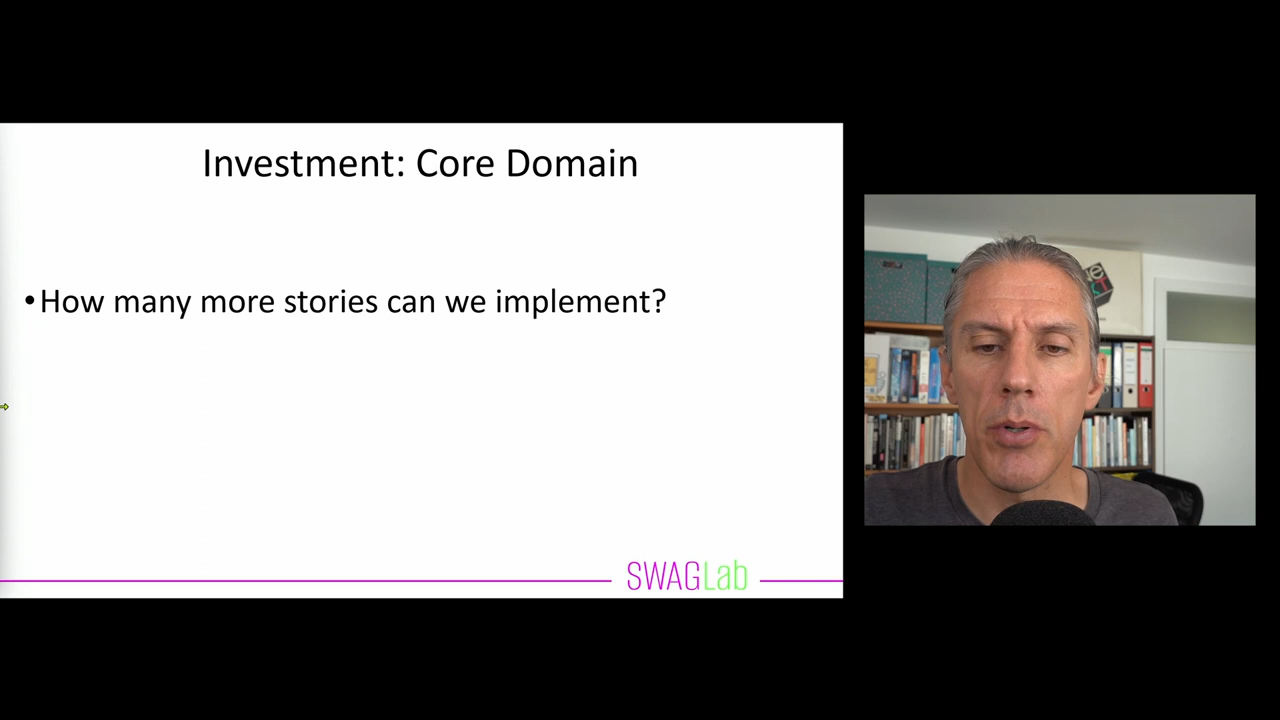 Investment: Core Domain
•How many more stories can we implement?
SWAGLab